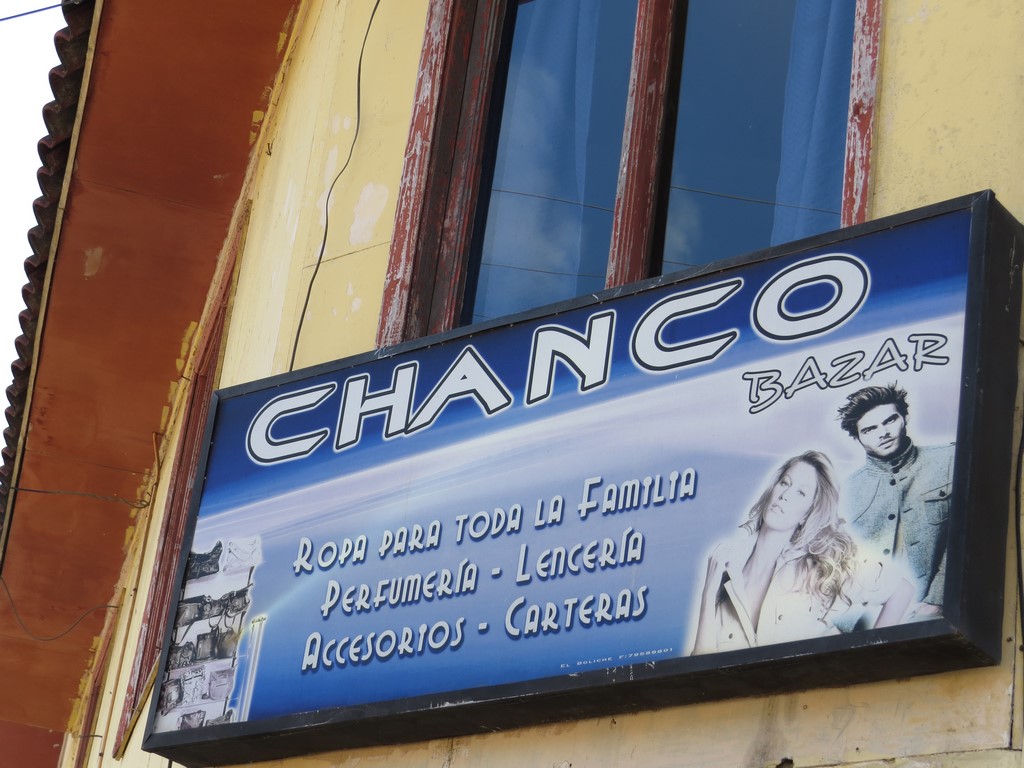 CHANCO
BAZAR
Ropa para toda la Familia
Perfumería - Lencería
Accesorios - Carteras